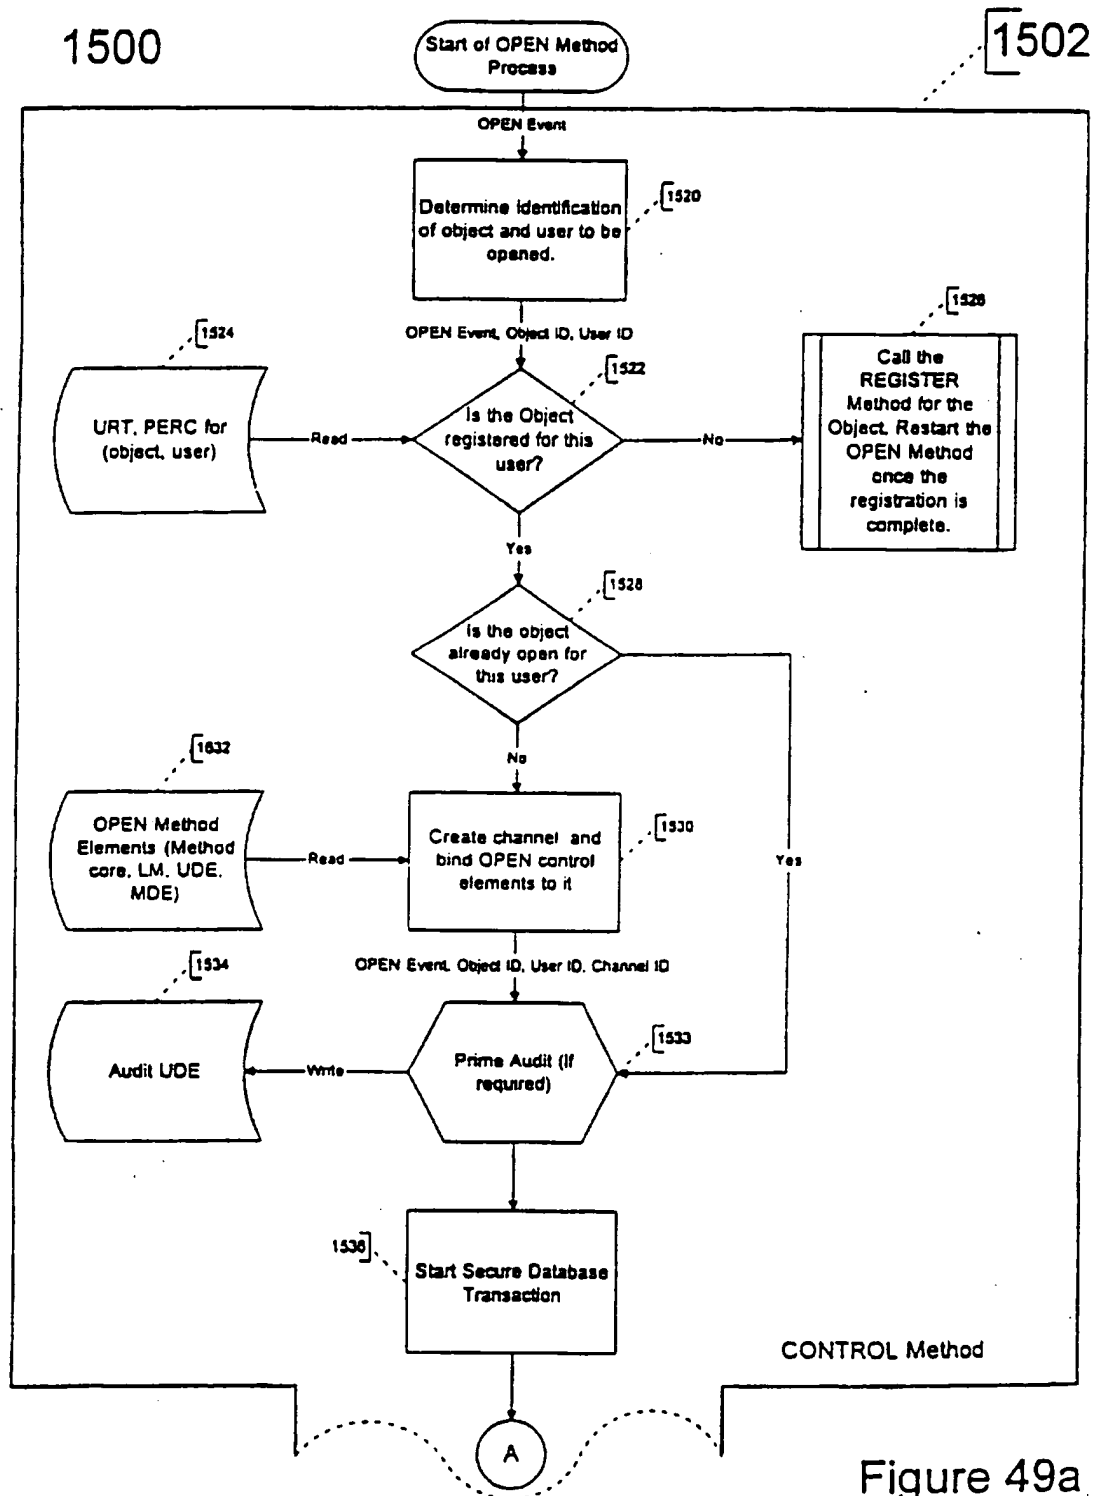 1500
Start of OPEN Method
Process
1502
OPEN Event
Determine identification
of object and user to be
opened.
1520
OPEN Event, Object ID, User ID
1524
URT, PERC for
(object, user)
Read
1522
Is the Object
registered for this
user?
No
1526
Call the
REGISTER
Method for the
Object. Restart the
OPEN Method
once the
registration is
complete.
Yes
1528
Is the object
already open for
this user?
No
Yes
1632
OPEN Method
Elements (Method
core, LM, UDE,
MDE)
Read
1530
Create channel and
bind OPEN control
elements to it
OPEN Event, Object ID, User ID, Channel ID
1534
Audit UDE
Write
1533
Prime Audit (If
required)
1536
Start Secure Database
Transaction
CONTROL Method
A
Figure 49a